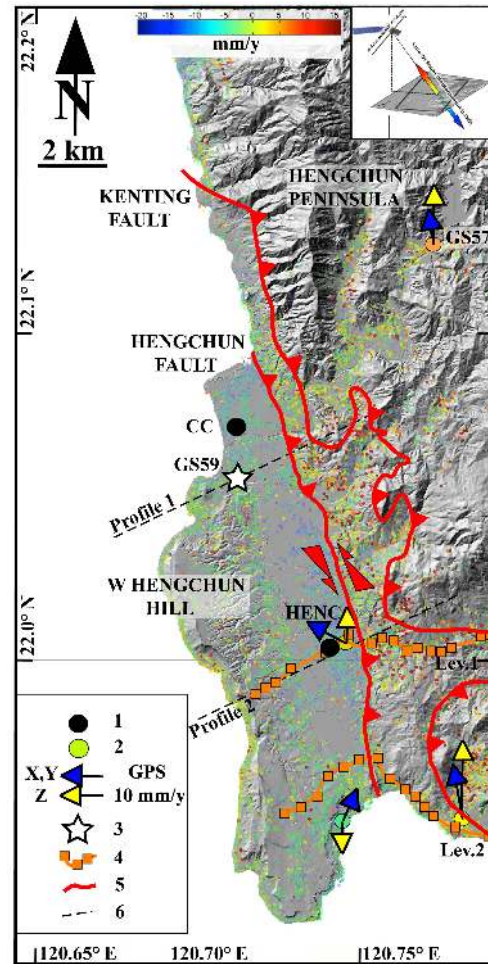 -20 -15 -10 -5 0 5 10 15
mm/y
22.2° N
N
2 km
KENTING
FAULT
HENGCHUN
PENINSULA
GS57
22.1° N
HENGCHUN
FAULT
CC
GS59
Profile 1
W HENGCHUN
HILL
HENC
22.0° N
Lev.1
Profile 2
1
2
X,Y GPS
Z 10 mm/y
3
4
5
6
Lev.2
120.65° E 120.70° E 120.75° E